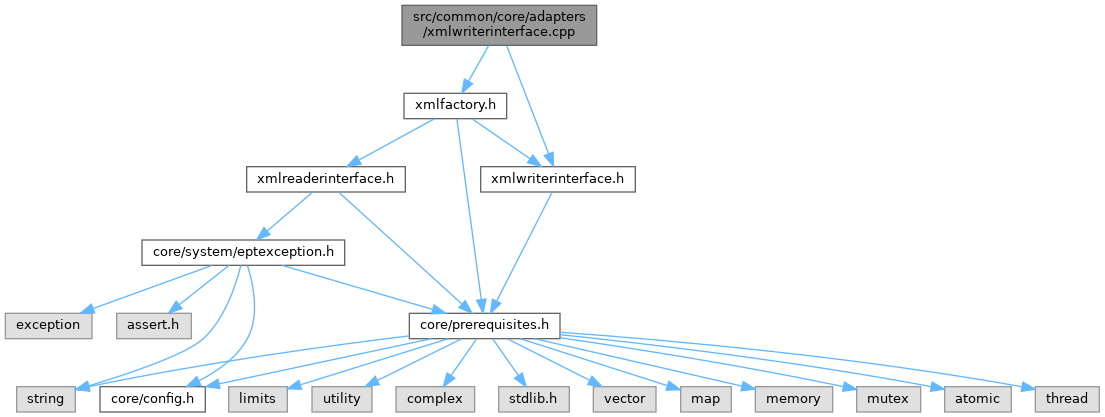 src/common/core/adapters
/xmlwriterinterface.cpp
xmlfactory.h
xmlreaderinterface.h
xmlwriterinterface.h
core/system/eptexception.h
exception
assert.h
core/prerequisites.h
string
core/config.h
limits
utility
complex
stdlib.h
vector
map
memory
mutex
atomic
thread